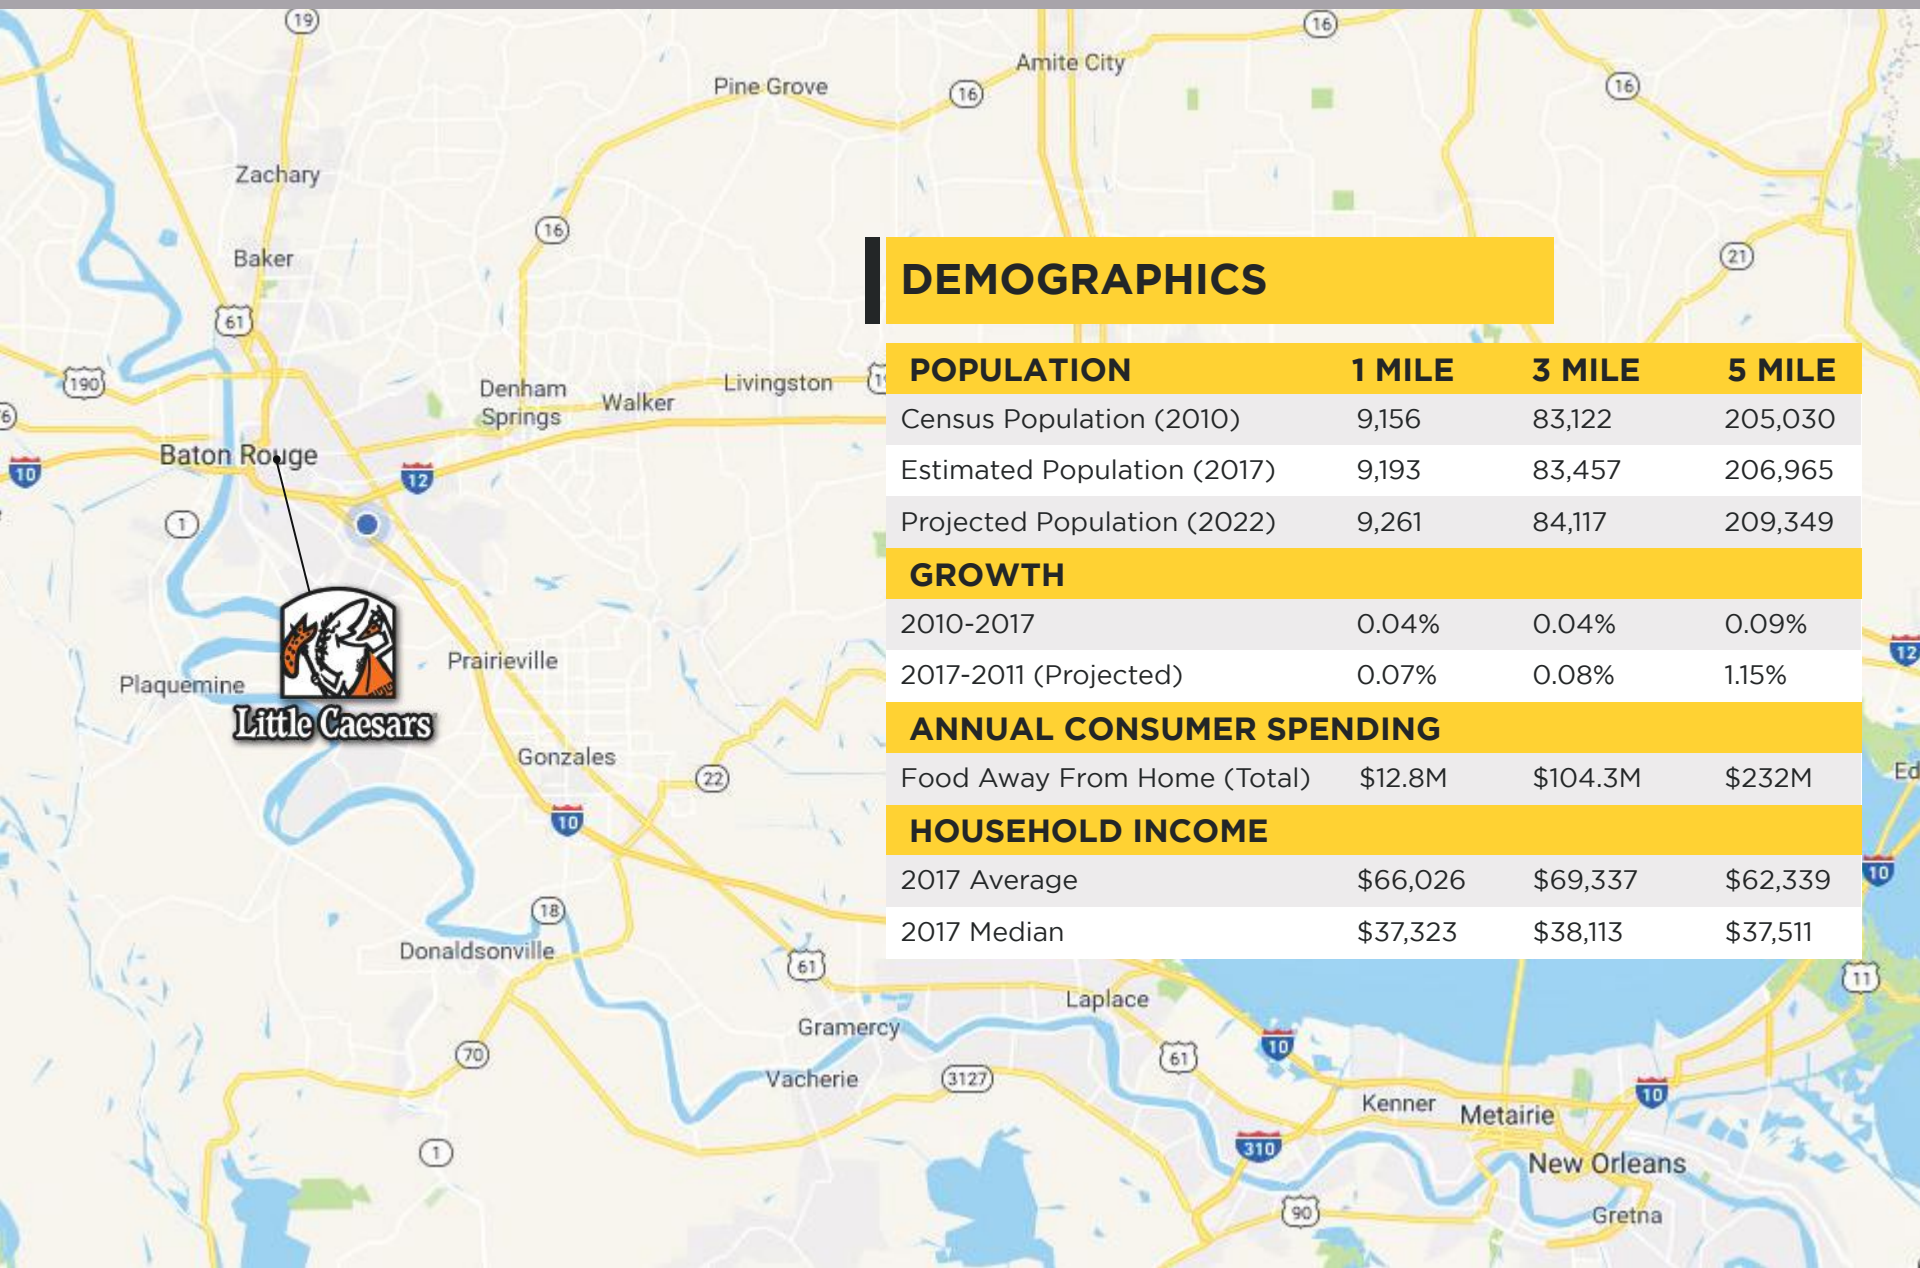 19
16
Amite City
Pine Grove
16
16
Zachary
16
Baker
21
61
DEMOGRAPHICS
190
Denham
Springs
Walker
Livingston
POPULATION 1 MILE 3 MILE 5 MILE
Census Population (2010) 9,156 83,122 205,030
Baton Rouge
10
12
Estimated Population (2017) 9,193 83,457 206,965
1
Projected Population (2022) 9,261 84,117 209,349
GROWTH
2010-2017 0.04% 0.04% 0.09%
12
Prairieville
Plaquemine
2017-2011 (Projected) 0.07% 0.08% 1.15%
Little Caesars
ANNUAL CONSUMER SPENDING
Gonzales
22
Food Away From Home (Total) $12.8M $104.3M $232M
Ed
10
HOUSEHOLD INCOME
2017 Average $66,026 $69,337 $62,339
10
18
2017 Median $37,323 $38,113 $37,511
Donaldsonville
61
11
Laplace
Gramercy
70
61
10
Vacherie
3127
10
Kenner
Metairie
1
310
New Orleans
90
Gretna